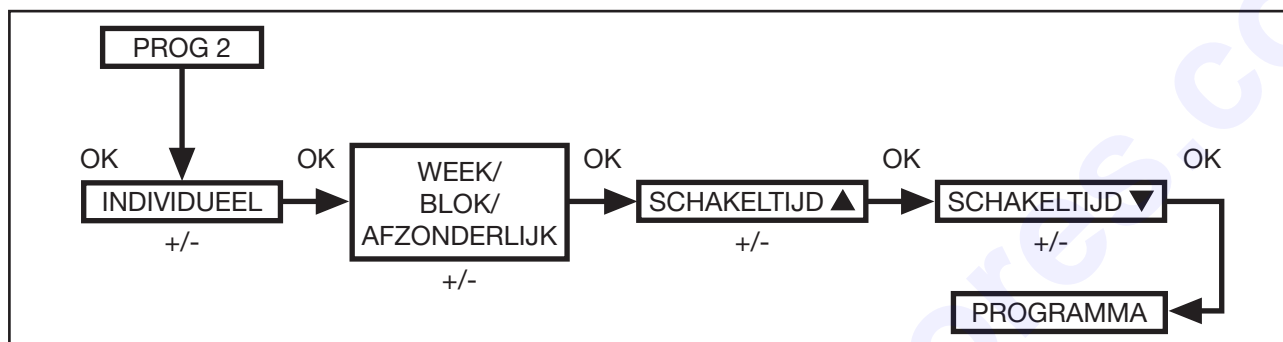 PROG 2
OK
INDIVIDUEEL
+/-
OK
WEEK/
BLOK/
AFZONDERLIJK
+/-
OK
SCHAKELTIJD ▲
+/-
OK
SCHAKELTIJD ▼
+/-
OK
PROGRAMMA